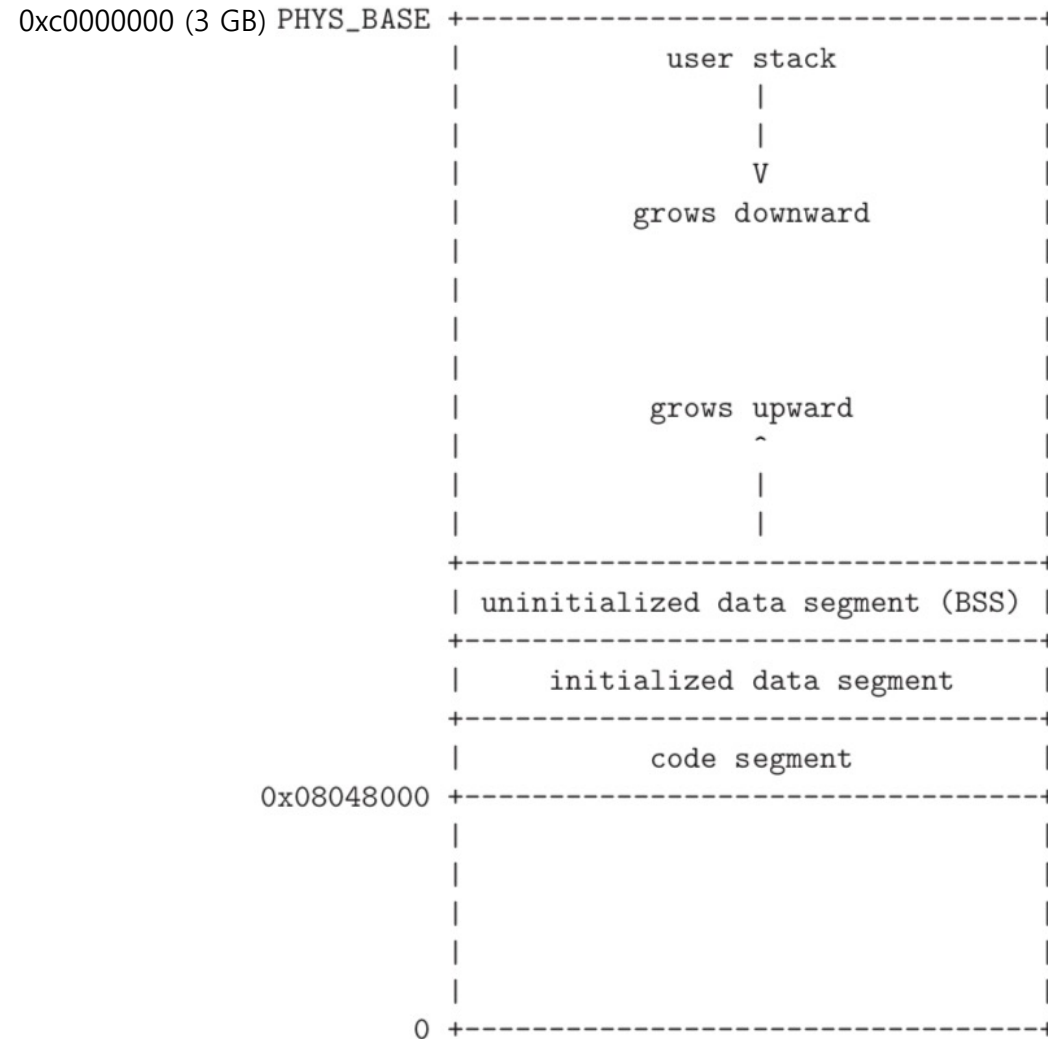 0xc0000000 (3 GB) PHYS_BASE
user stack
V
grows downward
grows upward
^
uninitialized data segment (BSS)
initialized data segment
code segment
0x08048000
0